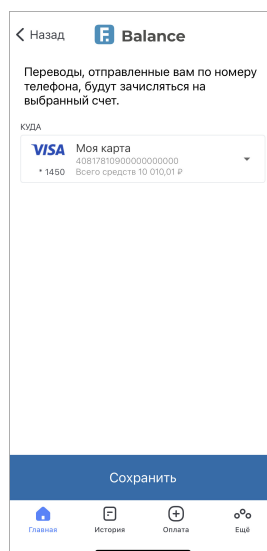 Назад
Balance
Переводы, отправленные вам по номеру
телефона, будут зачисляться на
выбранный счет.
КУДА
VISA Моя карта
40817810900000000000
* 1450 Всего средств 10 010,01 ₽
Сохранить
Главная История Оплата Ещё